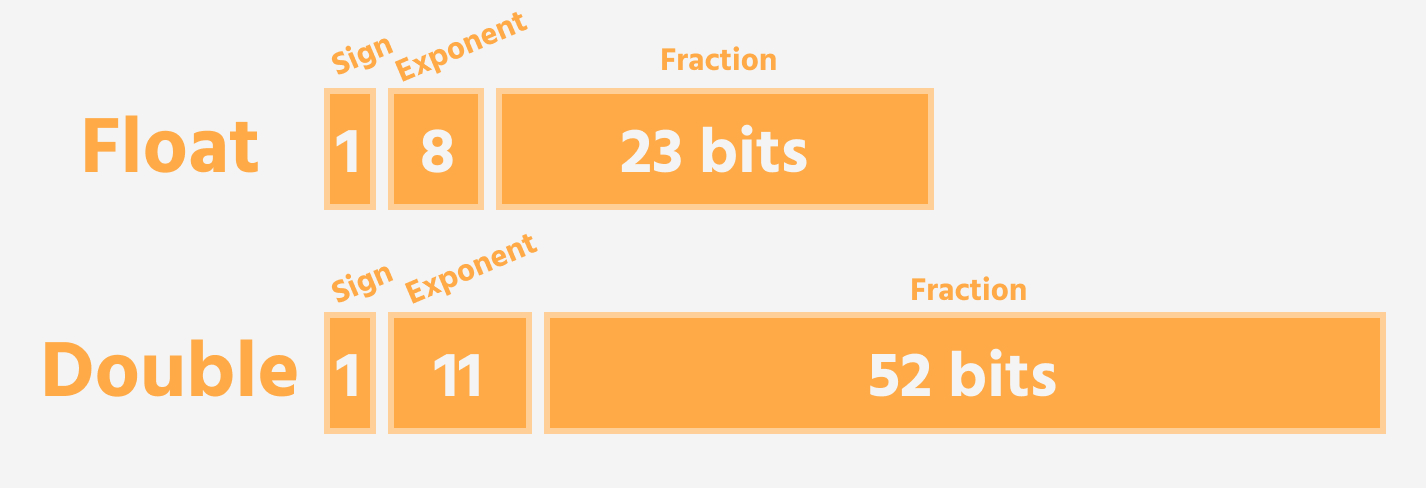 Sign Exponent Fraction
Float 1 8 23 bits
Sign Exponent Fraction
Double 1 11 52 bits